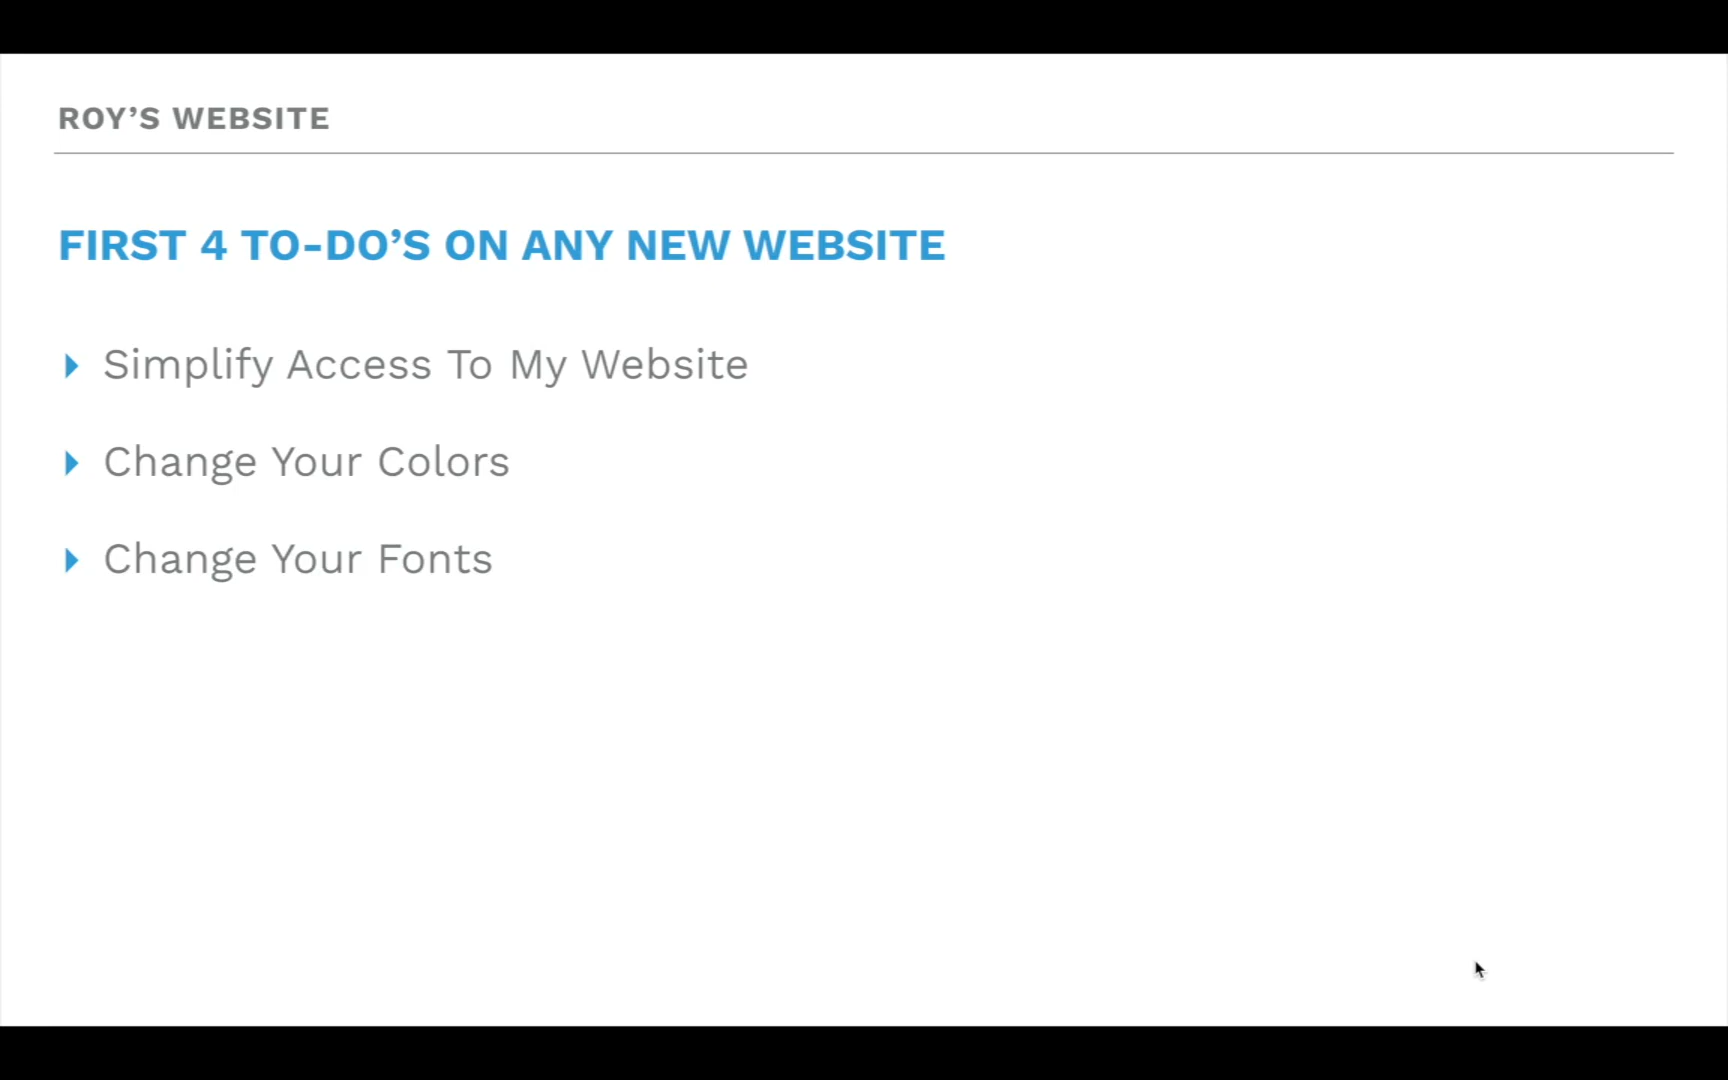 ROY’S WEBSITE
FIRST 4 TO-DO’S ON ANY NEW WEBSITE
Simplify Access To My Website
Change Your Colors
Change Your Fonts